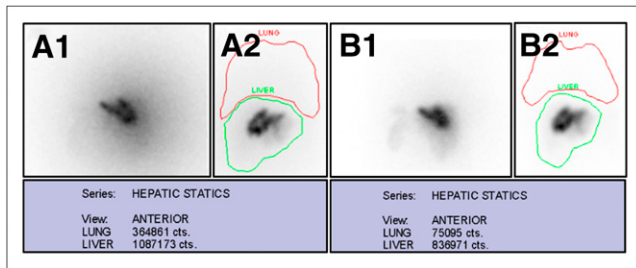 A1
A2
LUNG
LIVER
B1
B2
LUNG
LIVER
Series: HEPATIC STATICS
View: ANTERIOR
LUNG 364861 cts.
LIVER 1087173 cts.
Series: HEPATIC STATICS
View: ANTERIOR
LUNG 75095 cts.
LIVER 836971 cts.